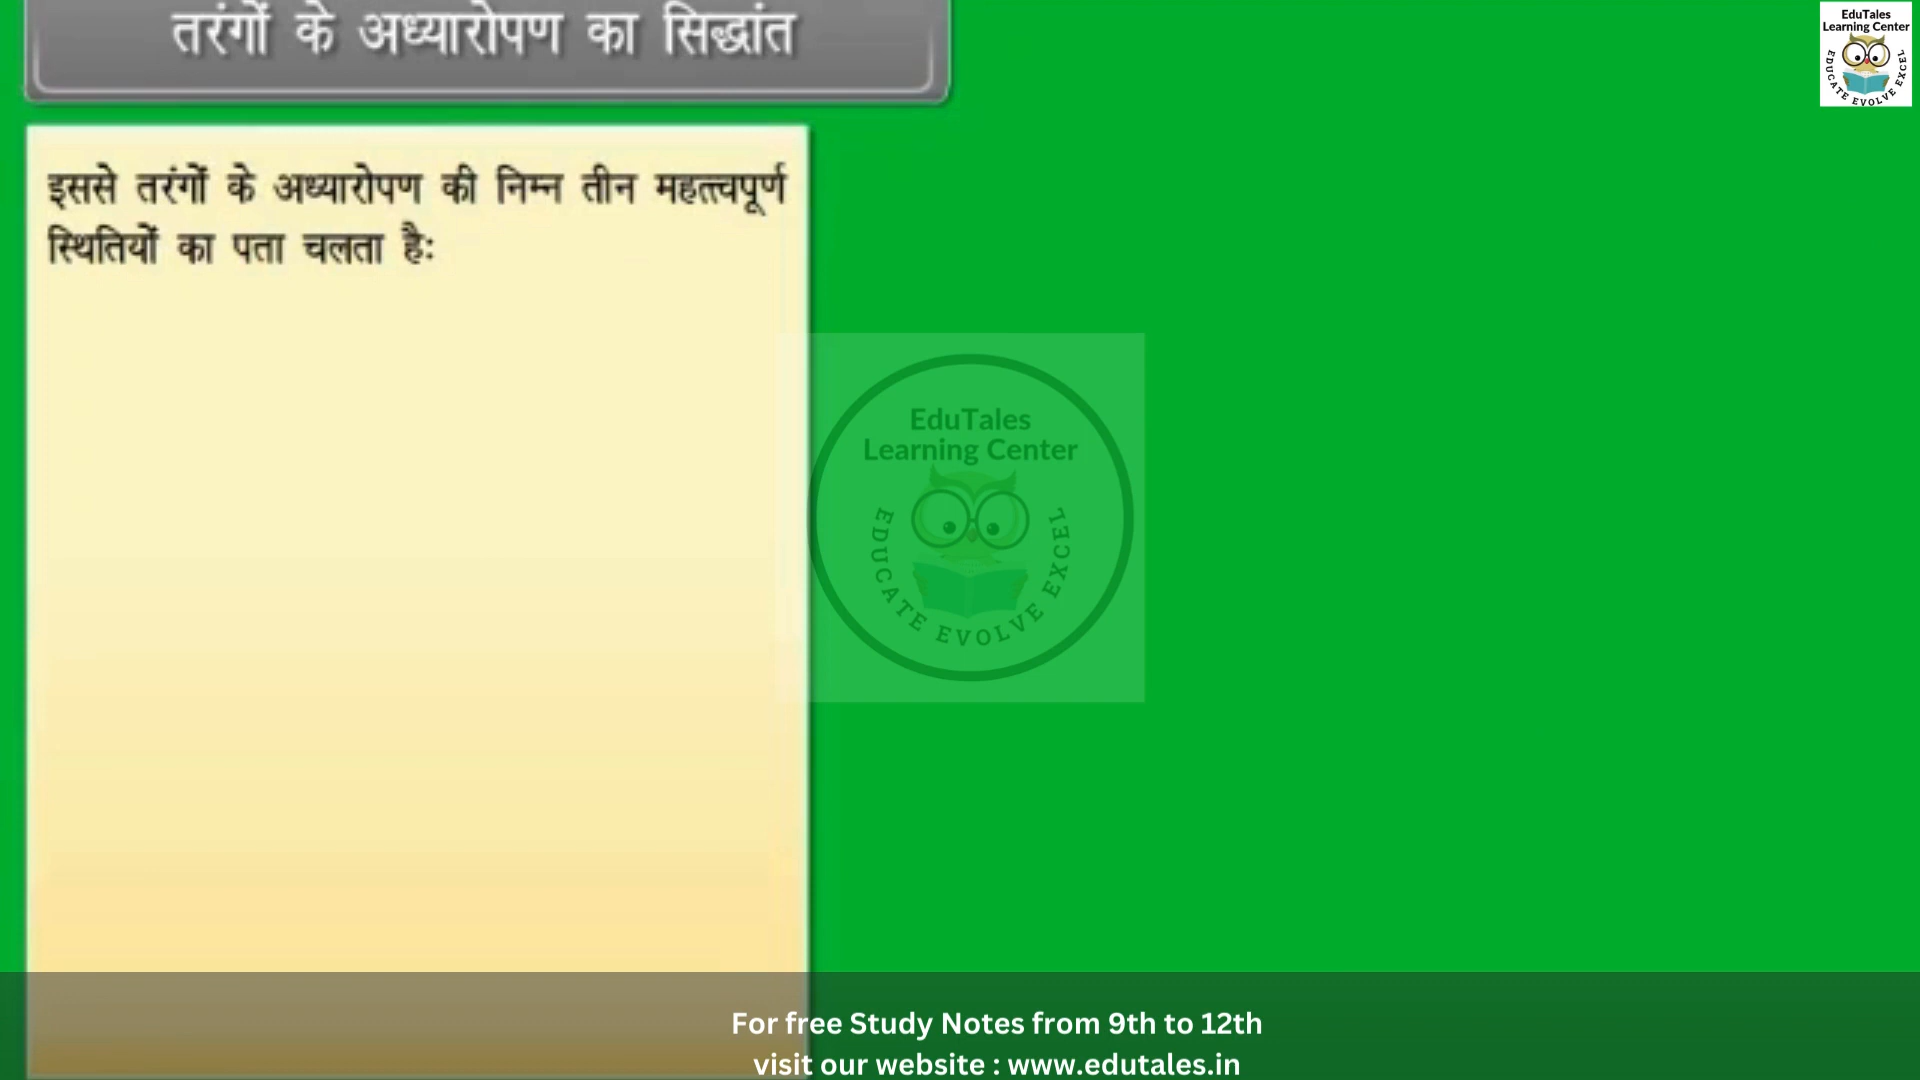 तरंगों के अध्यारोपण का सिद्धांत
EduTales
Learning Center
EDUCATE EVOLVE EXCEL
इससे तरंगों के अध्यारोपण की निम्न तीन महत्त्वपूर्ण
स्थितियों का पता चलता है:
EduTales
Learning Center
EDUCATE EVOLVE EXCEL
For free Study Notes from 9th to 12th
visit our website : www.edutales.in